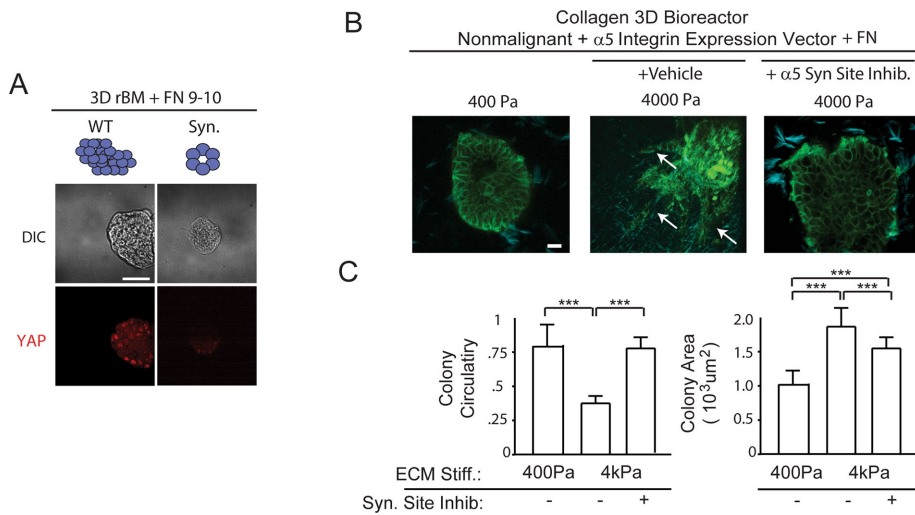 A
3D rBM + FN 9-10
WT Syn.
DIC
YAP
B
Collagen 3D Bioreactor
Nonmalignant + α5 Integrin Expression Vector + FN
+Vehicle + α5 Syn Site Inhib.
400 Pa 4000 Pa 4000 Pa
C
*** ***
Colony
Circulatiry
1
.75
.5
.25
***
*** ***
Colony Area
( 10³um²)
2.0
1.5
1.0
0.0
ECM Stiff.: 400Pa 4kPa 400Pa 4kPa
Syn. Site Inhib: - - + - - +